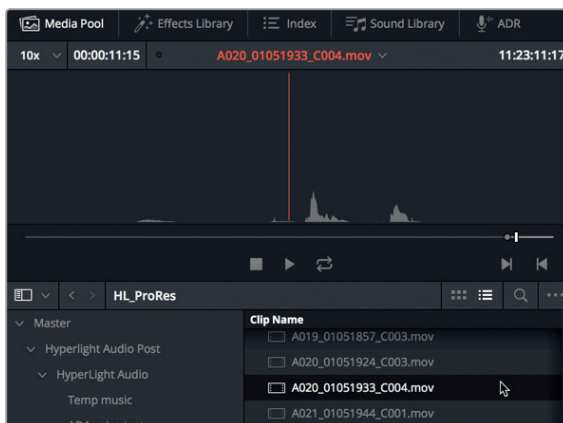 Media Pool Effects Library Index Sound Library ADR
10x 00:00:11:15 A020_01051933_C004.mov 11:23:11:17
HL_ProRes
Master
Clip Name
A019_01051857_C003.mov
Hyperlight Audio Post
A020_01051924_C003.mov
HyperLight Audio
A020_01051933_C004.mov
Temp music
A021_01051944_C001.mov